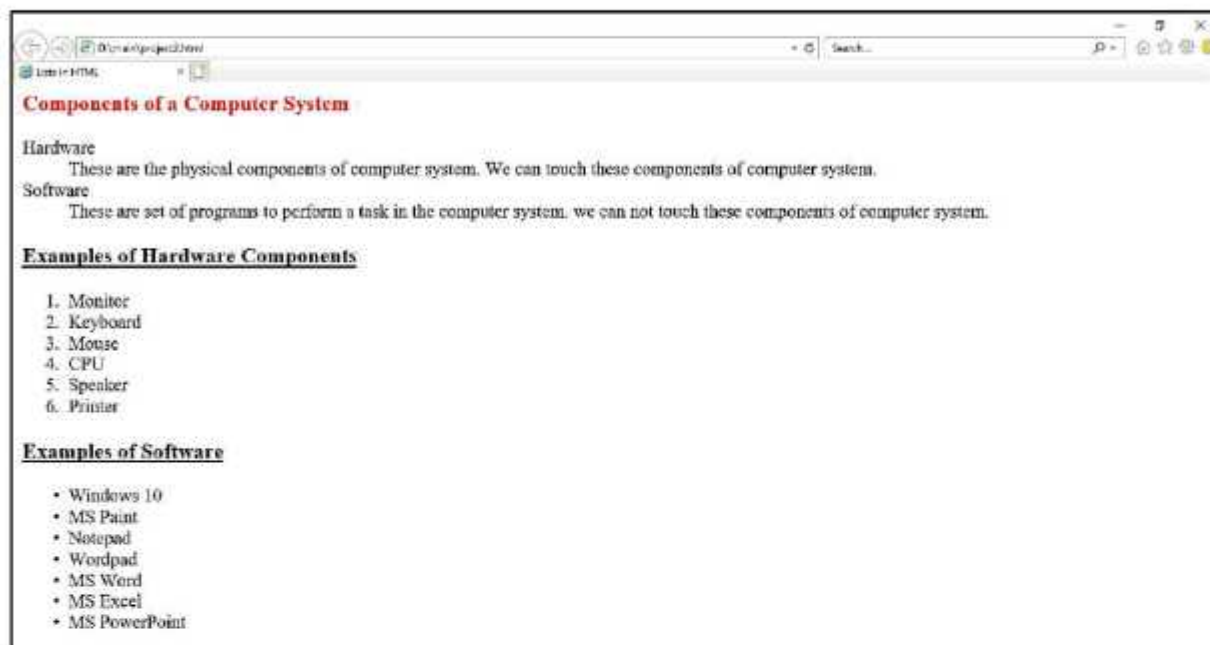 Search...
Lists in HTML
Components of a Computer System
Hardware
These are the physical components of computer system. We can touch these components of computer system.
Software
These are set of programs to perform a task in the computer system. we can not touch these components of computer system.
Examples of Hardware Components
1. Monitor
2. Keyboard
3. Mouse
4. CPU
5. Speaker
6. Printer
Examples of Software
• Windows 10
• MS Paint
• Notepad
• Wordpad
• MS Word
• MS Excel
• MS PowerPoint